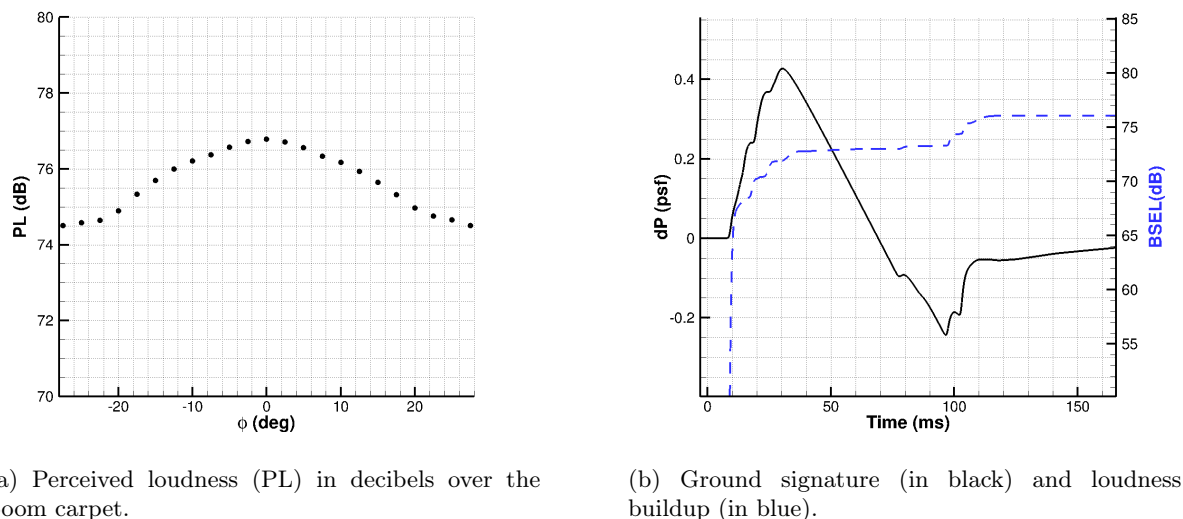 80
78
76
74
72
70
PL (dB)
-20 -10 0 10 20
ϕ (deg)
0.4
0.2
0
-0.2
dP (psf)
85
80
75
70
65
60
55
BSEL(dB)
0 50 100 150
Time (ms)
a) Perceived loudness (PL) in decibels over the
oom carpet.
(b) Ground signature (in black) and loudness
buildup (in blue).